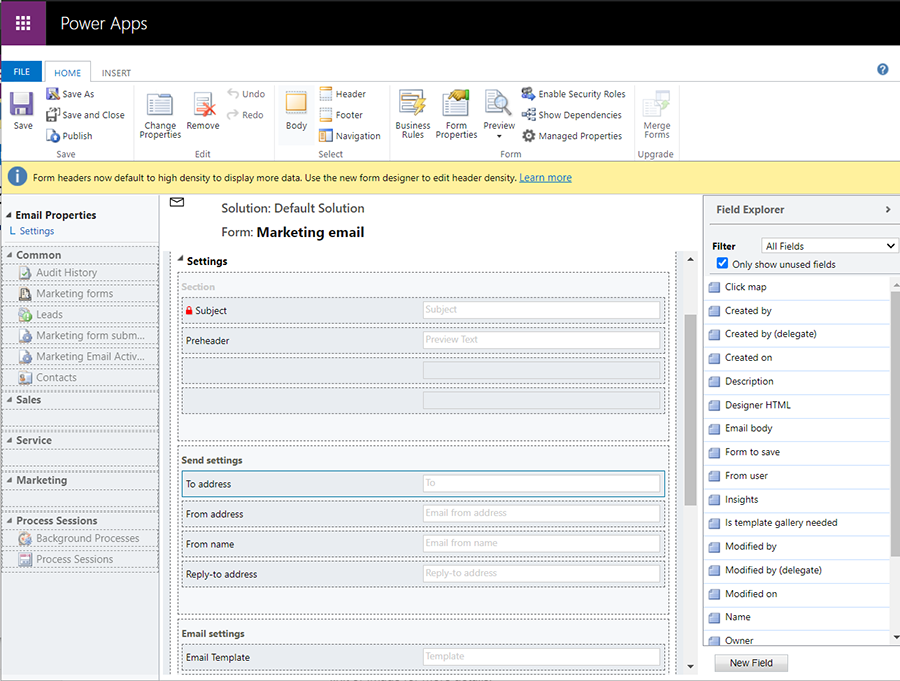 Power Apps
FILE
HOME
INSERT
Save
Save As
Save and Close
Publish
Save
Change Properties
Remove
Undo
Redo
Edit
Body
Header
Footer
Navigation
Select
Business Rules
Form Properties
Preview
Enable Security Roles
Show Dependencies
Managed Properties
Form
Merge Forms
Upgrade
Form headers now default to high density to display more data. Use the new form designer to edit header density. Learn more
Email Properties
Settings
Common
Audit History
Marketing forms
Leads
Marketing form subm...
Marketing Email Activ...
Contacts
Sales
Service
Marketing
Process Sessions
Background Processes
Process Sessions
Solution: Default Solution
Form: Marketing email
Settings
Section
Subject Subject
Preheader Preview Text
Send settings
To address To
From address Email from address
From name Email from name
Reply-to address Reply-to address
Email settings
Email Template Template
Field Explorer
Filter All Fields
Only show unused fields
Click map
Created by
Created by (delegate)
Created on
Description
Designer HTML
Email body
Form to save
From user
Insights
Is template gallery needed
Modified by
Modified by (delegate)
Modified on
Name
Owner
New Field